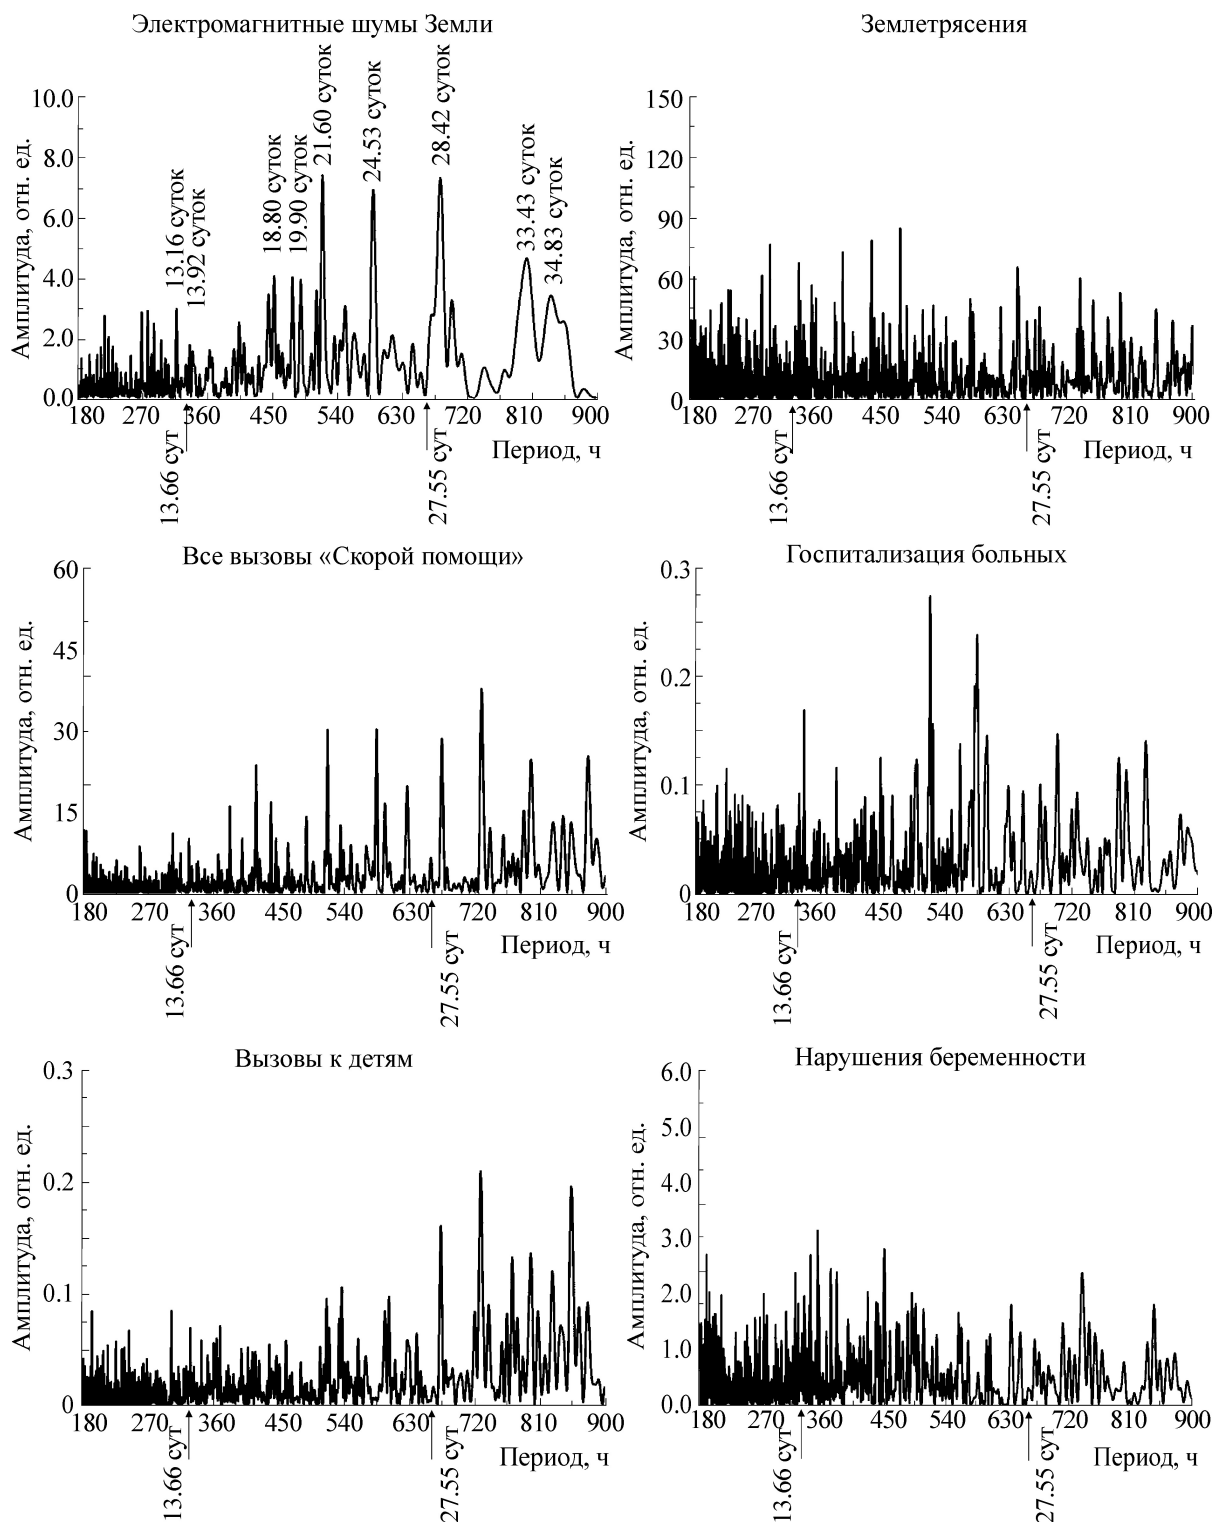 Электромагнитные шумы Земли
Амплитуда, отн. ед.
10.0
8.0
6.0
4.0
2.0
0.0
13.16 суток
13.92 суток
18.80 суток
19.90 суток
21.60 суток
24.53 суток
28.42 суток
33.43 суток
34.83 суток
180 270 360 450 540 630 720 810 900
Период, ч
13.66 сут
27.55 сут
Землетрясения
Амплитуда, отн. ед.
150
120
90
60
30
0
180 270 360 450 540 630 720 810 900
Период, ч
13.66 сут
27.55 сут
Все вызовы «Скорой помощи»
Амплитуда, отн. ед.
60
45
30
15
0
180 270 360 450 540 630 720 810 900
Период, ч
13.66 сут
27.55 сут
Госпитализация больных
Амплитуда, отн. ед.
0.3
0.2
0.1
0
180 270 360 450 540 630 720 810 900
Период, ч
13.66 сут
27.55 сут
Вызовы к детям
Амплитуда, отн. ед.
0.3
0.2
0.1
0
180 270 360 450 540 630 720 810 900
Период, ч
13.66 сут
27.55 сут
Нарушения беременности
Амплитуда, отн. ед.
6.0
5.0
4.0
3.0
2.0
1.0
0.0
180 270 360 450 540 630 720 810 900
Период, ч
13.66 сут
27.55 сут